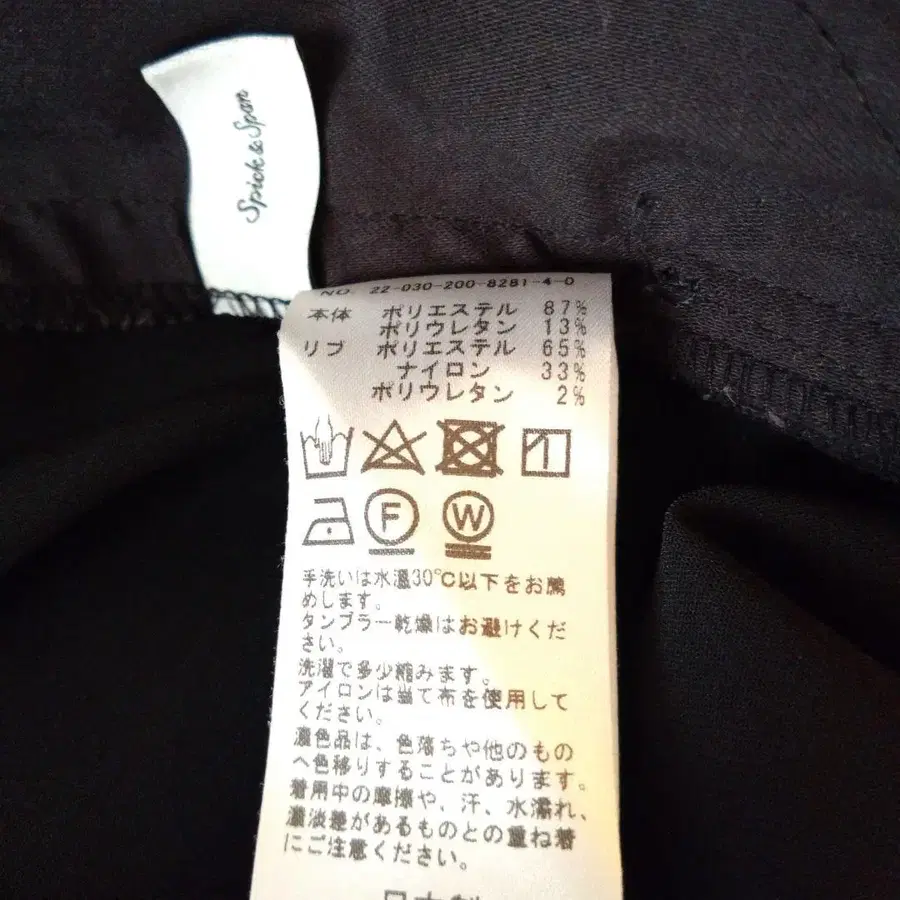 Spick & Span
NO 22-030-200-8281-4-0
本体 ポリエステル 87%
ポリウレタン 13%
リブ ポリエステル 65%
ナイロン 33%
ポリウレタン 2%
F W
手洗いは水温30℃以下をお薦
めします。
タンブラー乾燥はお避けくだ
さい。
洗濯で多少縮みます。
アイロンは当て布を使用して
ください。
濃色品は、色落ちや他のもの
へ色移りすることがあります。
着用中の摩擦や、汗、水濡れ、
濃淡差があるものとの重ね着
にご注意ください。